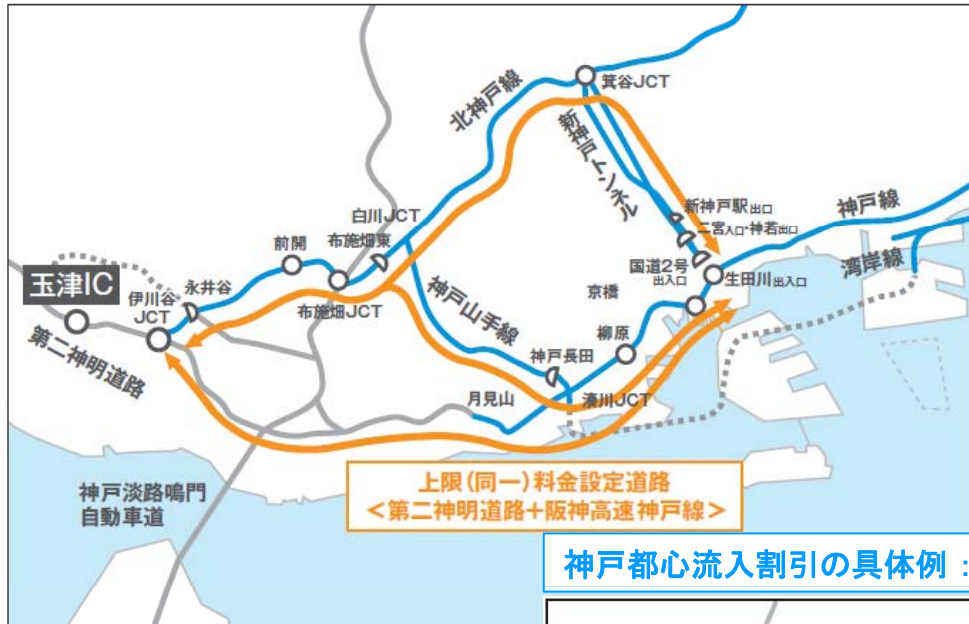 箕谷JCT
北神戸線
新神戸トンネル
新神戸駅出口
二宮入口・神若出口
神戸線
湾岸線
白川JCT
布施畑東
前開
国道2号
出入口
生田川出入口
玉津IC
永井谷
伊川谷
JCT
布施畑JCT
神戸山手線
京橋
柳原
第二神明道路
神戸長田
月見山
湊川JCT
上限(同一)料金設定道路
<第二神明道路+阪神高速神戸線>
神戸淡路鳴門
自動車道
神戸都心流入割引の具体例: